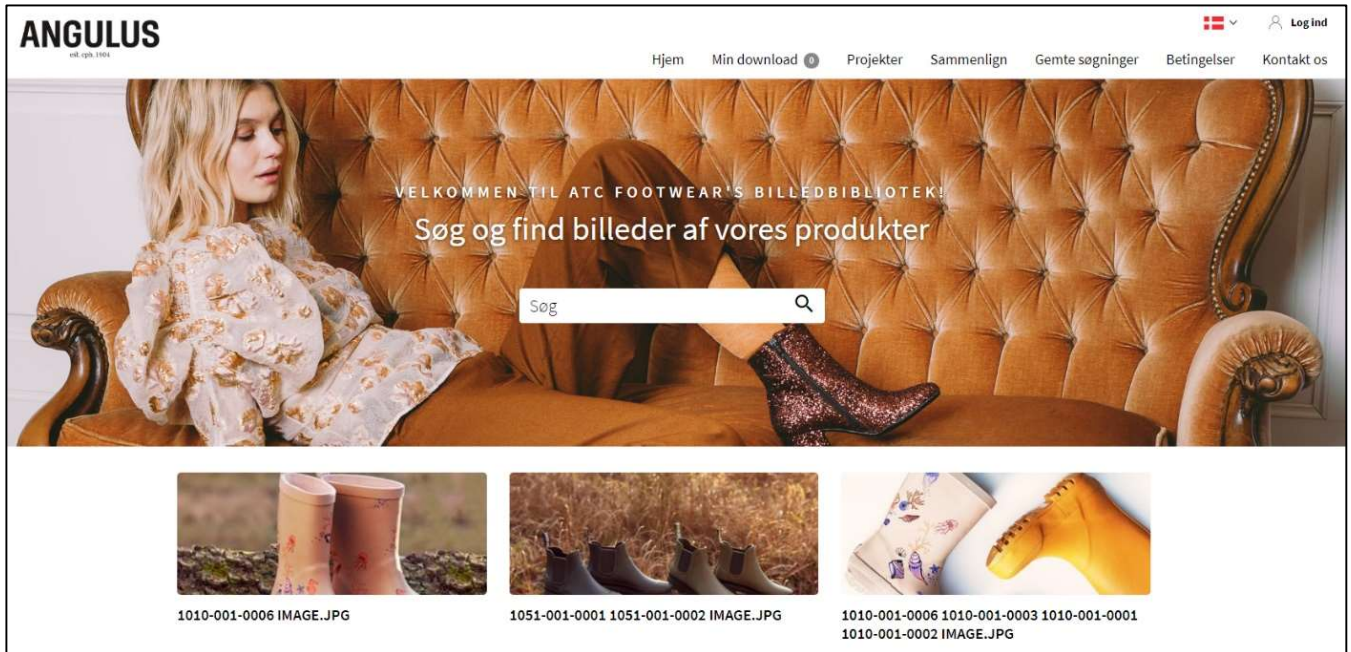 ANGULUS
estd. cph. 1904
Log ind
Hjem Min download 0 Projekter Sammenlign Gemte søgninger Betingelser Kontakt os
VELKOMMEN TIL ATC FOOTWEAR'S BILLEDBIBLIOTEK!
Søg og find billeder af vores produkter
Søg
1010-001-0006 IMAGE.JPG
1051-001-0001 1051-001-0002 IMAGE.JPG
1010-001-0006 1010-001-0003 1010-001-0001
1010-001-0002 IMAGE.JPG